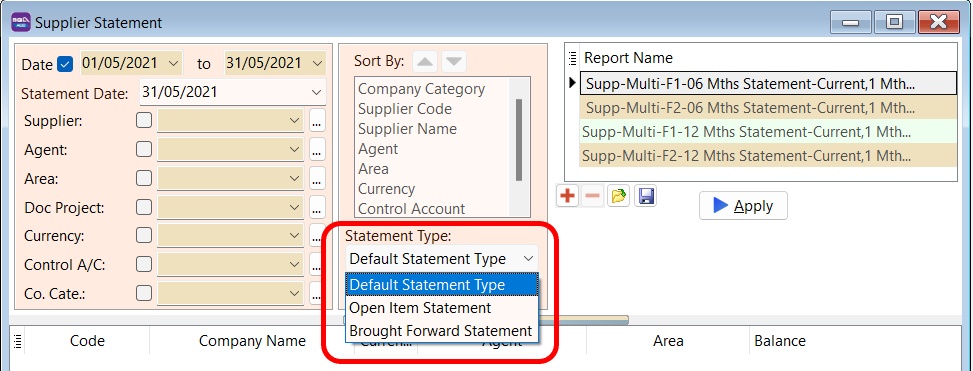 Supplier Statement
Date 01/05/2021 to 31/05/2021
Statement Date: 31/05/2021
Supplier: ...
Agent: ...
Area: ...
Doc Project: ...
Currency: ...
Control A/C: ...
Co. Cate.: ...
Sort By:
Company Category
Supplier Code
Supplier Name
Agent
Area
Currency
Control Account
Statement Type:
Default Statement Type
Default Statement Type
Open Item Statement
Brought Forward Statement
Report Name
Supp-Multi-F1-06 Mths Statement-Current,1 Mth...
Supp-Multi-F2-06 Mths Statement-Current,1 Mth...
Supp-Multi-F1-12 Mths Statement-Current,1 Mth...
Supp-Multi-F2-12 Mths Statement-Current,1 Mth...
Apply
Code Company Name Curren... Agent Area Balance